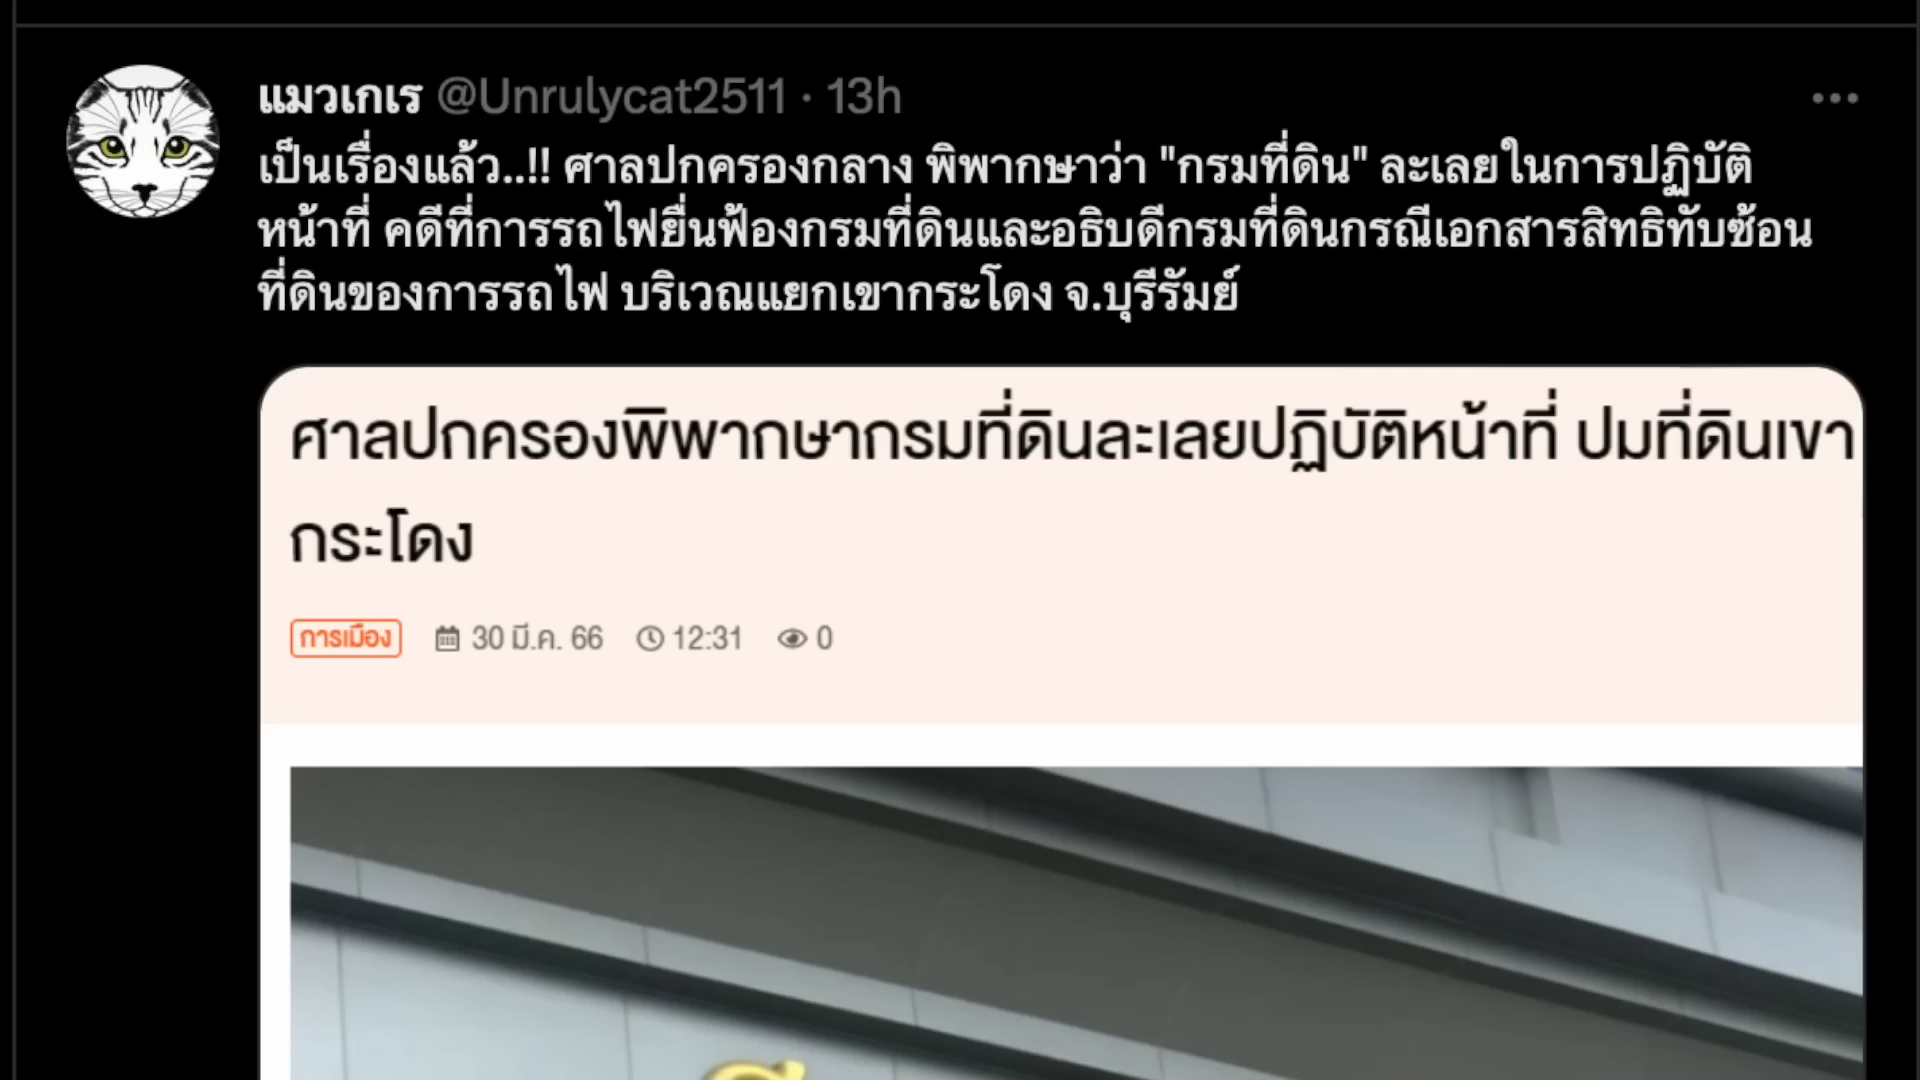 แมวเกเร @Unrulycat2511 · 13h
เป็นเรื่องแล้ว..!! ศาลปกครองกลาง พิพากษาว่า "กรมที่ดิน" ละเลยในการปฏิบัติ
หน้าที่ คดีที่การรถไฟยื่นฟ้องกรมที่ดินและอธิบดีกรมที่ดินกรณีเอกสารสิทธิทับซ้อน
ที่ดินของการรถไฟ บริเวณแยกเขากระโดง จ.บุรีรัมย์
ศาลปกครองพิพากษากรมที่ดินละเลยปฏิบัติหน้าที่ ปมที่ดินเขา
กระโดง
การเมือง 30 มี.ค. 66 12:31 0